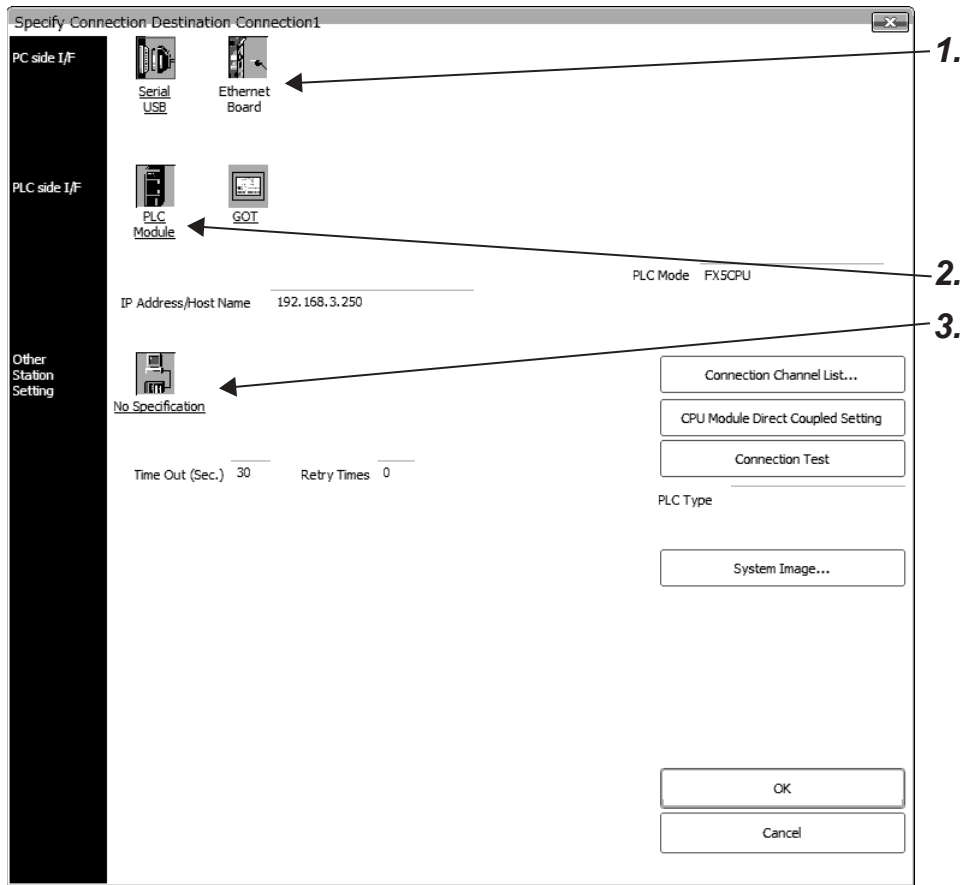 Specify Connection Destination Connection1
PC side I/F
Serial
USB
Ethernet
Board
1.
PLC side I/F
PLC
Module
GOT
2.
PLC Mode FX5CPU
IP Address/Host Name 192.168.3.250
3.
Other
Station
Setting
No Specification
Connection Channel List...
CPU Module Direct Coupled Setting
Time Out (Sec.) 30 Retry Times 0
Connection Test
PLC Type
System Image...
OK
Cancel